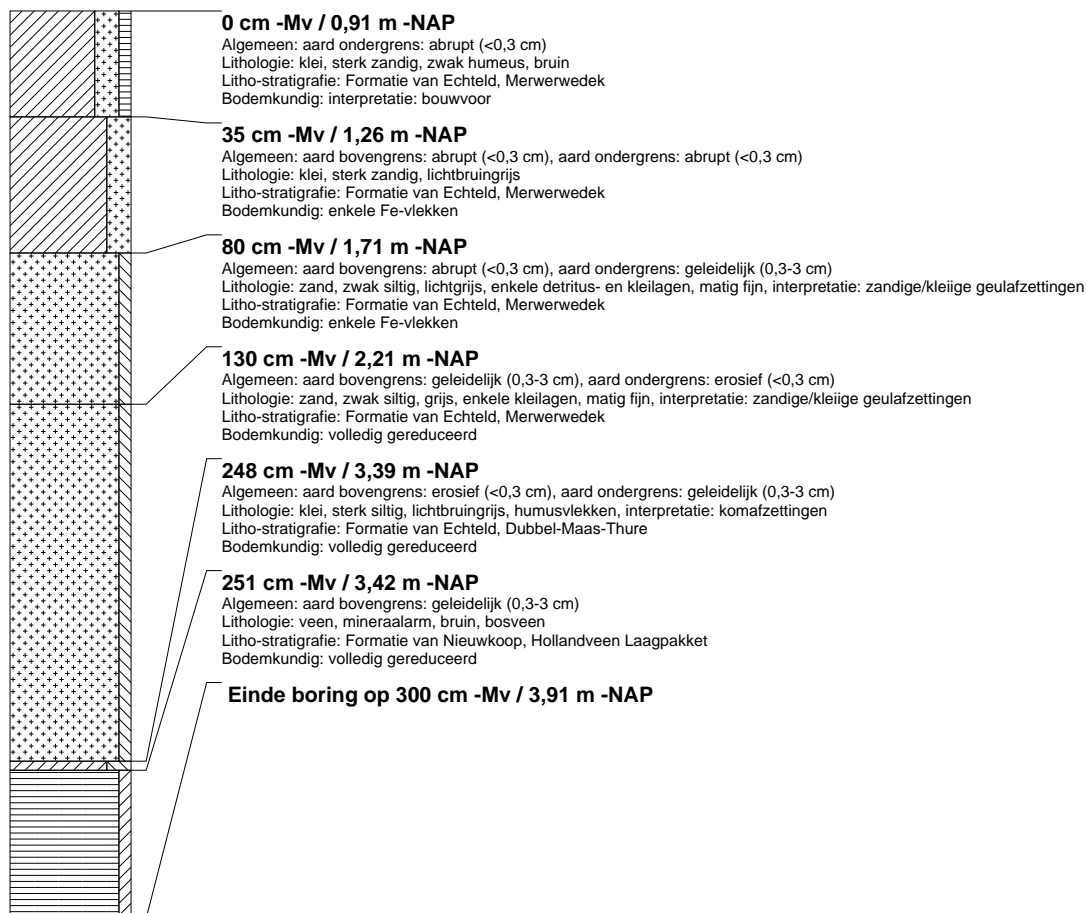 0 cm -Mv / 0,91 m -NAP
Algemeen: aard ondergrens: abrupt (<0,3 cm)
Lithologie: klei, sterk zandig, zwak humeus, bruin
Litho-stratigrafie: Formatie van Echteld, Merwerwedek
Bodemkundig: interpretatie: bouwvoor
35 cm -Mv / 1,26 m -NAP
Algemeen: aard bovengrens: abrupt (<0,3 cm), aard ondergrens: abrupt (<0,3 cm)
Lithologie: klei, sterk zandig, lichtbruingrijs
Litho-stratigrafie: Formatie van Echteld, Merwerwedek
Bodemkundig: enkele Fe-vlekken
80 cm -Mv / 1,71 m -NAP
Algemeen: aard bovengrens: abrupt (<0,3 cm), aard ondergrens: geleidelijk (0,3-3 cm)
Lithologie: zand, zwak siltig, lichtgrijs, enkele detritus- en kleilagen, matig fijn, interpretatie: zandige/kleiige geulafzettingen
Litho-stratigrafie: Formatie van Echteld, Merwerwedek
Bodemkundig: enkele Fe-vlekken
130 cm -Mv / 2,21 m -NAP
Algemeen: aard bovengrens: geleidelijk (0,3-3 cm), aard ondergrens: erosief (<0,3 cm)
Lithologie: zand, zwak siltig, grijs, enkele kleilagen, matig fijn, interpretatie: zandige/kleiige geulafzettingen
Litho-stratigrafie: Formatie van Echteld, Merwerwedek
Bodemkundig: volledig gereduceerd
248 cm -Mv / 3,39 m -NAP
Algemeen: aard bovengrens: erosief (<0,3 cm), aard ondergrens: geleidelijk (0,3-3 cm)
Lithologie: klei, sterk siltig, lichtbruingrijs, humusvlekken, interpretatie: komafzettingen
Litho-stratigrafie: Formatie van Echteld, Dubbel-Maas-Thure
Bodemkundig: volledig gereduceerd
251 cm -Mv / 3,42 m -NAP
Algemeen: aard bovengrens: geleidelijk (0,3-3 cm)
Lithologie: veen, mineraalarm, bruin, bosveen
Litho-stratigrafie: Formatie van Nieuwkoop, Hollandveen Laagpakket
Bodemkundig: volledig gereduceerd
Einde boring op 300 cm -Mv / 3,91 m -NAP